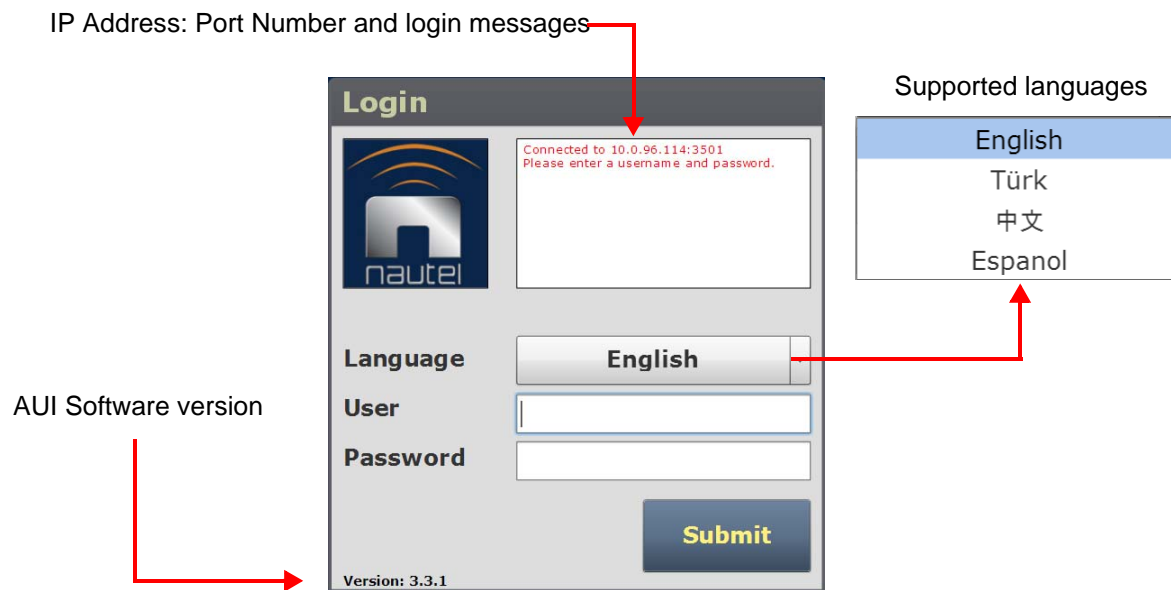 IP Address: Port Number and login messages
Login
Connected to 10.0.96.114:3501
Please enter a username and password.
nautel
Supported languages
English
Türk
中文
Espanol
Language
English
User
Password
Submit
AUI Software version
Version: 3.3.1